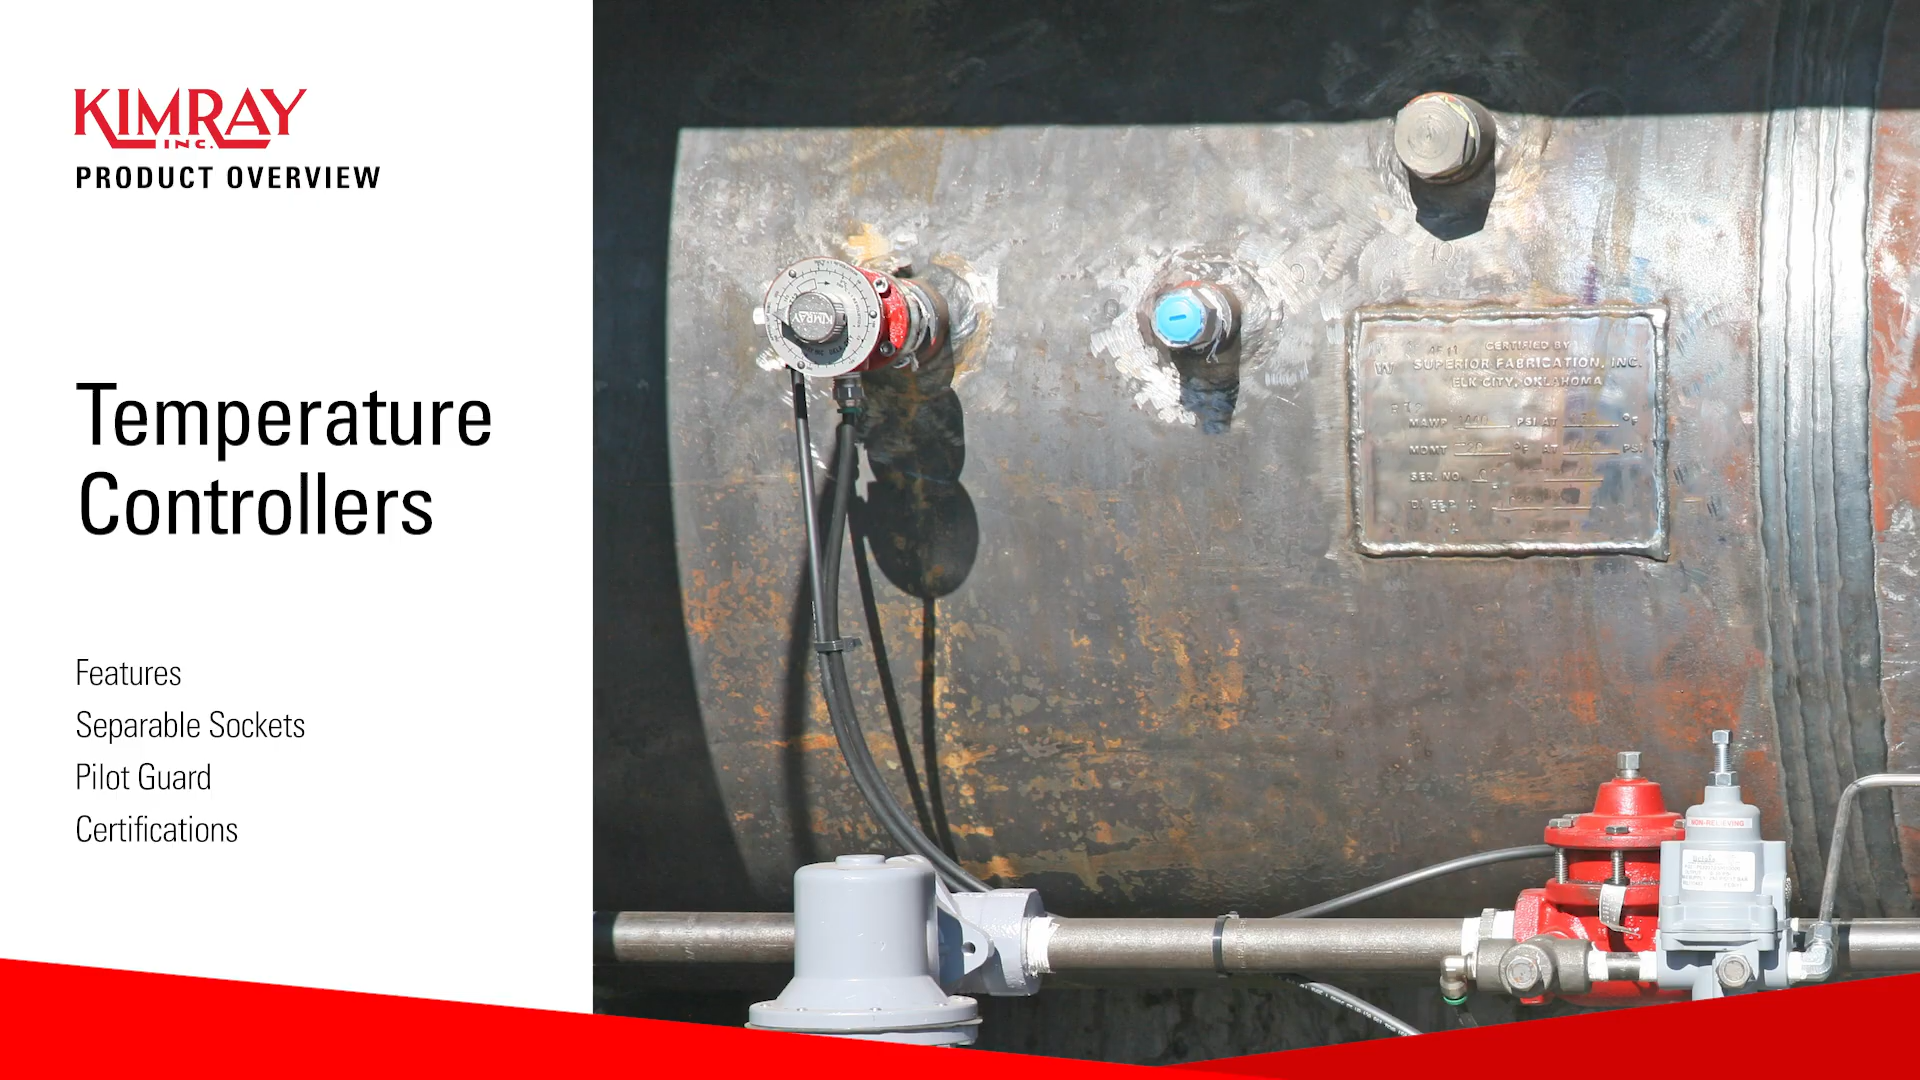 KIMRAY
INC.
PRODUCT OVERVIEW
Temperature
Controllers
Features
Separable Sockets
Pilot Guard
Certifications
KIMRAY
CERTIFIED BY
W SUPERIOR FABRICATION, INC.
ELK CITY, OKLAHOMA
MAWP PSI AT °F
MDMT °F AT PSI
SER. NO.
NON-RELIEVING